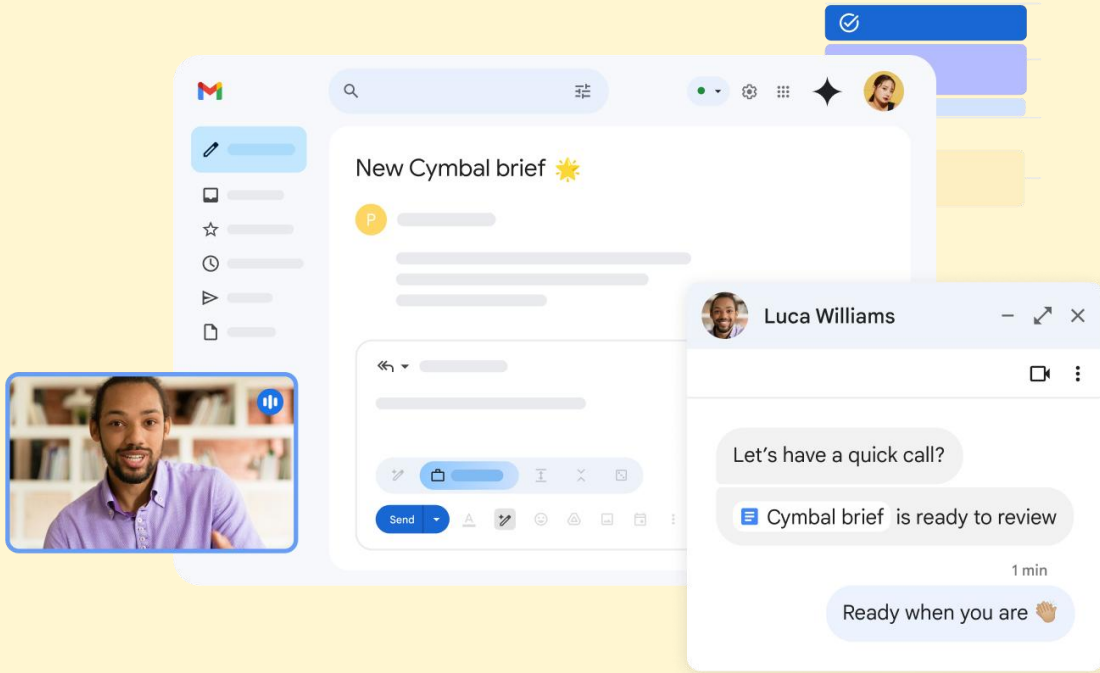 New Cymbal brief 🌟
P
Send
Luca Williams
Let's have a quick call?
Cymbal brief is ready to review
1 min
Ready when you are 👏🏼